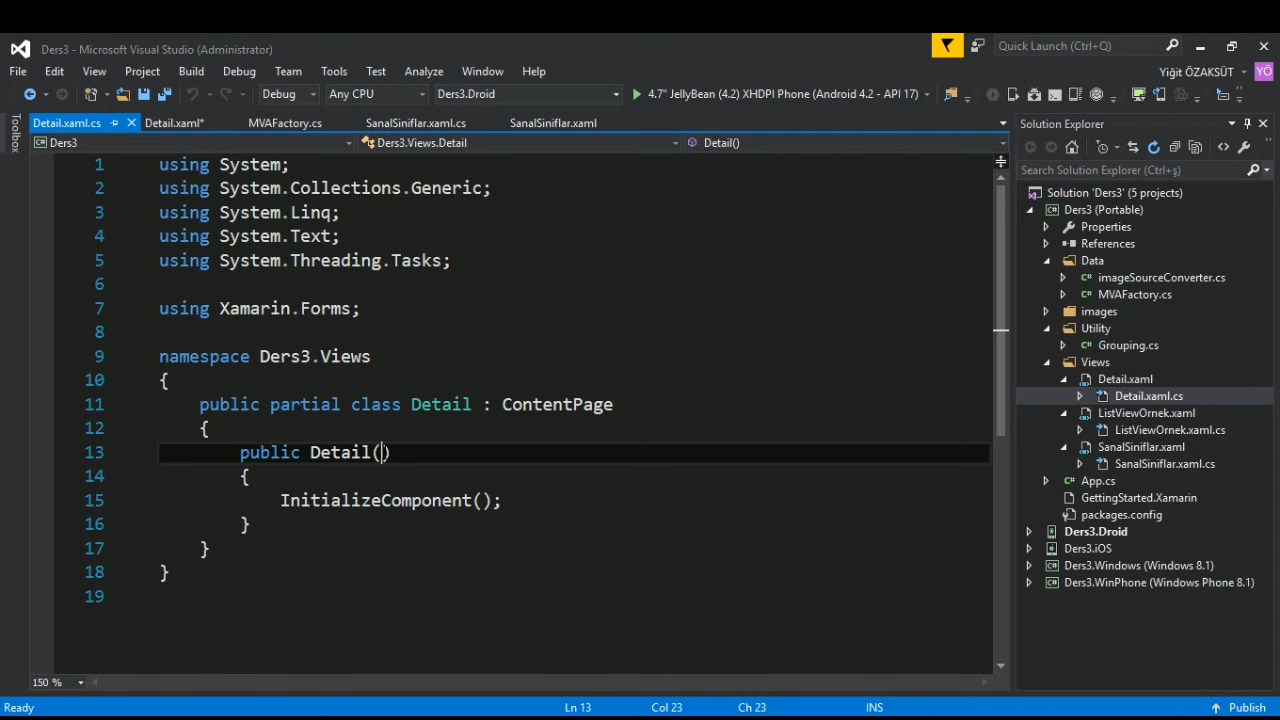 Ders3 - Microsoft Visual Studio (Administrator)
Quick Launch (Ctrl+Q)
File Edit View Project Build Debug Team Tools Test Analyze Window Help
Yiğit ÖZAKSÜT YÖ
Debug Any CPU Ders3.Droid 4.7" JellyBean (4.2) XHDPI Phone (Android 4.2 - API 17)
Toolbox
Detail.xaml.cs Detail.xaml* MVAFactory.cs SanalSiniflar.xaml.cs SanalSiniflar.xaml
Ders3 Ders3.Views.Detail Detail()
1 using System;
2 using System.Collections.Generic;
3 using System.Linq;
4 using System.Text;
5 using System.Threading.Tasks;
6
7 using Xamarin.Forms;
8
9 namespace Ders3.Views
10 {
11 public partial class Detail : ContentPage
12 {
13 public Detail()
14 {
15 InitializeComponent();
16 }
17 }
18 }
19
150 %
Solution Explorer
Search Solution Explorer (Ctrl+ş)
Solution 'Ders3' (5 projects)
Ders3 (Portable)
Properties
References
Data
imageSourceConverter.cs
MVAFactory.cs
images
Utility
Grouping.cs
Views
Detail.xaml
Detail.xaml.cs
ListViewOrnek.xaml
ListViewOrnek.xaml.cs
SanalSiniflar.xaml
SanalSiniflar.xaml.cs
App.cs
GettingStarted.Xamarin
packages.config
Ders3.Droid
Ders3.iOS
Ders3.Windows (Windows 8.1)
Ders3.WinPhone (Windows Phone 8.1)
Ready Ln 13 Col 23 Ch 23 INS Publish